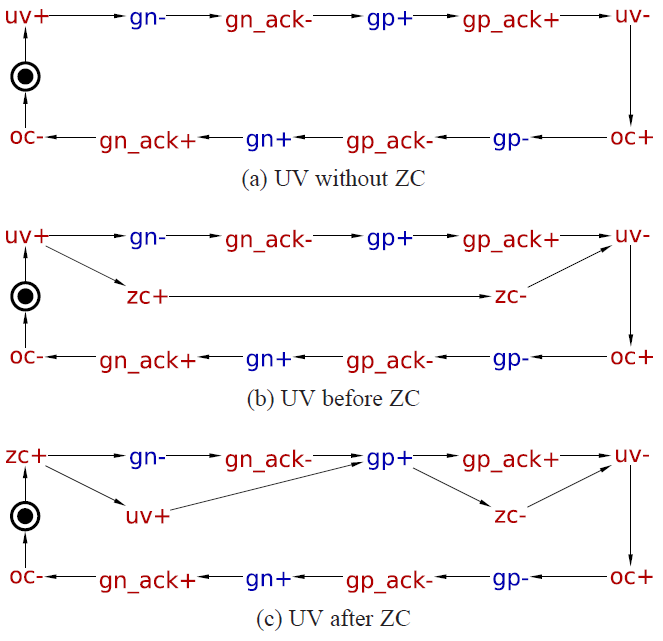 uv+ gn- gn_ack- gp+ gp_ack+ uv-
oc- gn_ack+ gn+ gp_ack- gp- oc+
(a) UV without ZC
uv+ gn- gn_ack- gp+ gp_ack+ uv-
zc+ zc-
oc- gn_ack+ gn+ gp_ack- gp- oc+
(b) UV before ZC
zc+ gn- gn_ack- gp+ gp_ack+ uv-
uv+ zc-
oc- gn_ack+ gn+ gp_ack- gp- oc+
(c) UV after ZC